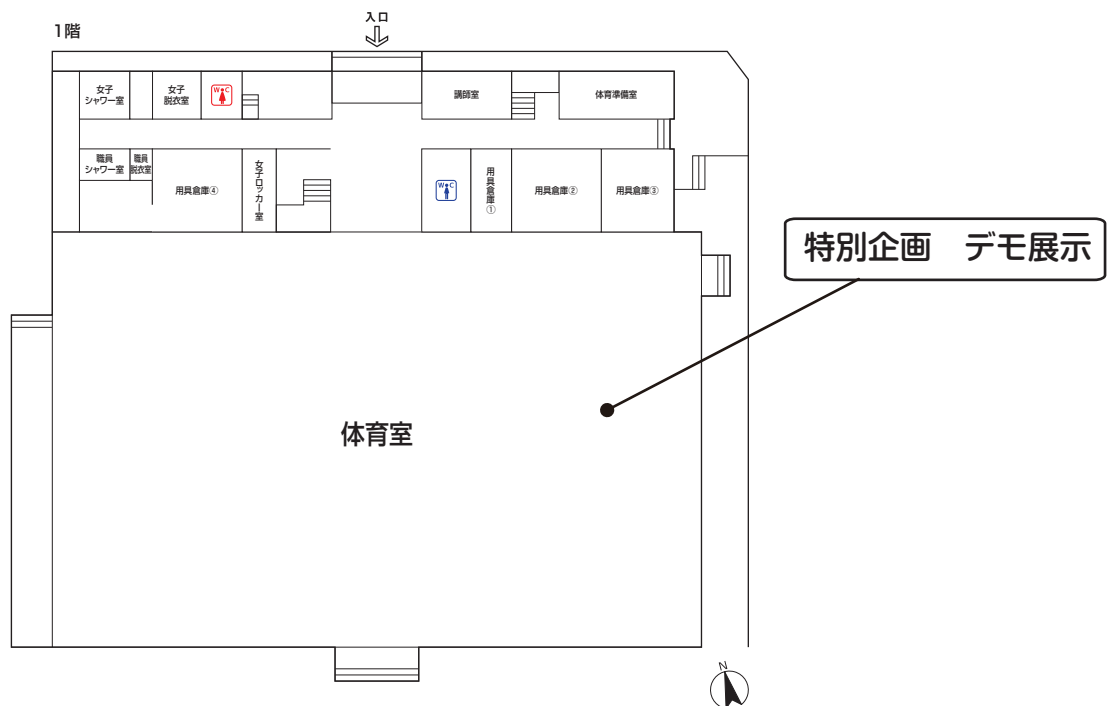 入口
1階
女子
シャワー室
女子
脱衣室
W●C
講師室
体育準備室
職員
シャワー室
職員
脱衣室
用具倉庫④
女子ロッカー室
W●C
用具倉庫①
用具倉庫②
用具倉庫③
特別企画　デモ展示
体育室
N